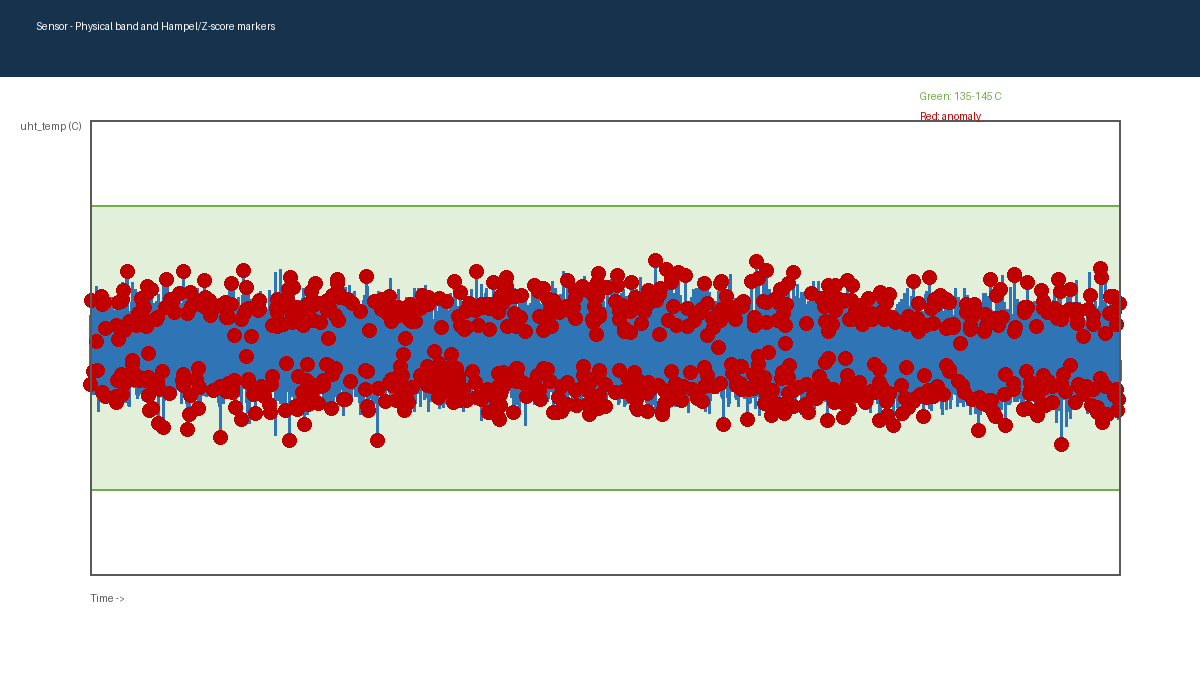 Sensor - Physical band and Hampel/Z-score markers
Green: 135-145 C
Red: anomaly
uht_temp (C)
Time ->